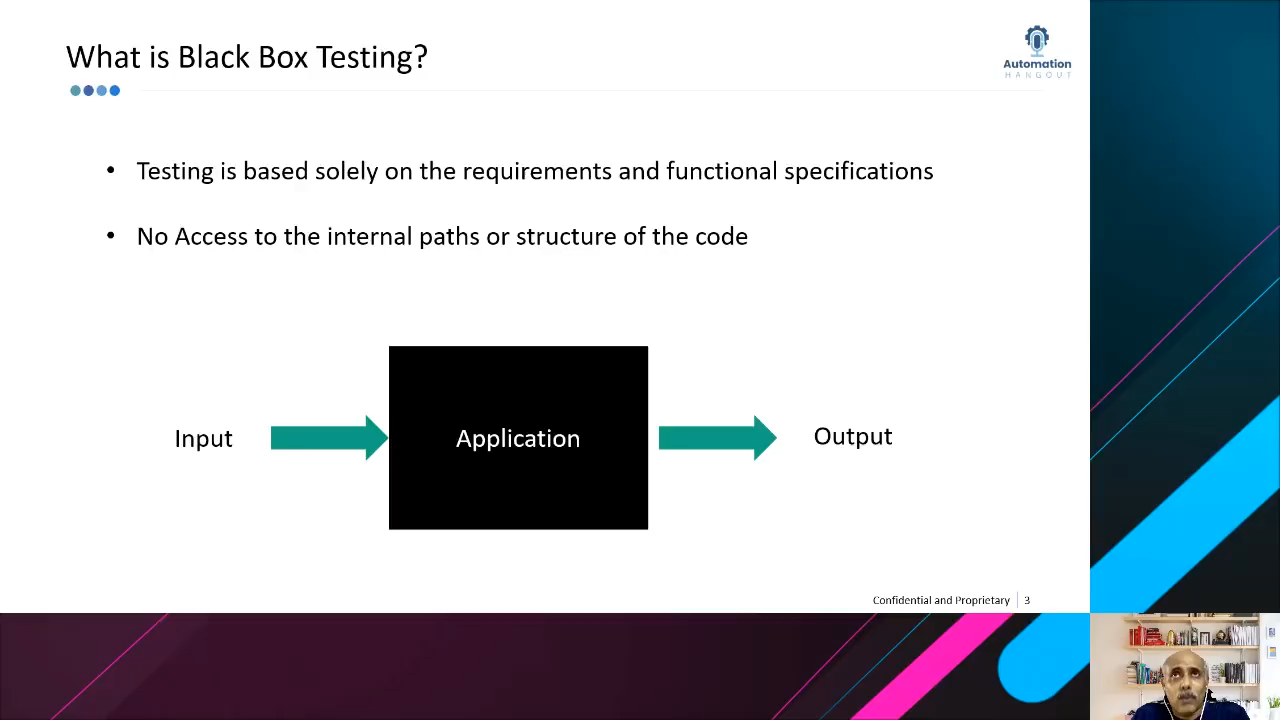 What is Black Box Testing?
Automation
HANGOUT
• Testing is based solely on the requirements and functional specifications
• No Access to the internal paths or structure of the code
Input
Application
Output
Confidential and Proprietary
3